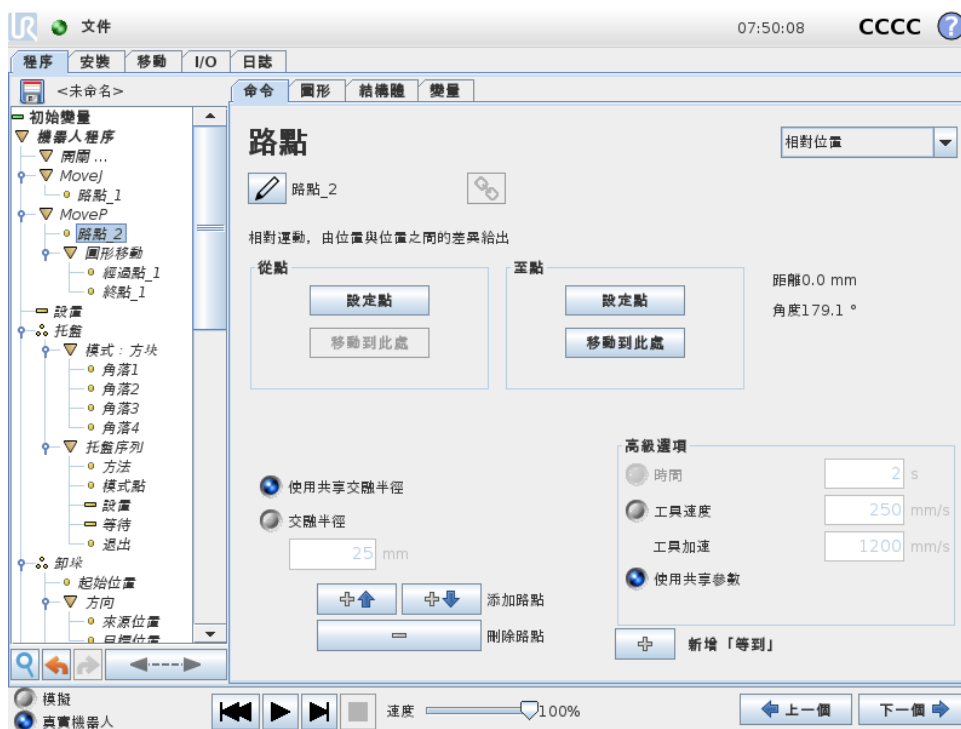 UR 文件 07:50:08 CCCC ?
程序 安裝 移動 I/O 日誌
<未命名>
命令 圖形 結構體 變量
初始變量
機器人程序
開關 ...
MoveJ
路點_1
MoveP
路點_2
圓形移動
經過點_1
終點_1
設置
托盤
模式：方块
角落1
角落2
角落3
角落4
托盤序列
方法
模式點
設置
等待
退出
卸垛
起始位置
方向
來源位置
目標位置
路點
相對位置
路點_2
相對運動，由位置與位置之間的差異給出
從點
設定點
移動到此處
至點
設定點
移動到此處
距離0.0 mm
角度179.1 °
使用共享交融半徑
交融半徑
25 mm
添加路點
刪除路點
高級選項
時間 2 s
工具速度 250 mm/s
工具加速 1200 mm/s
使用共享參數
新增「等到」
模擬
真實機器人
速度 100%
上一個 下一個